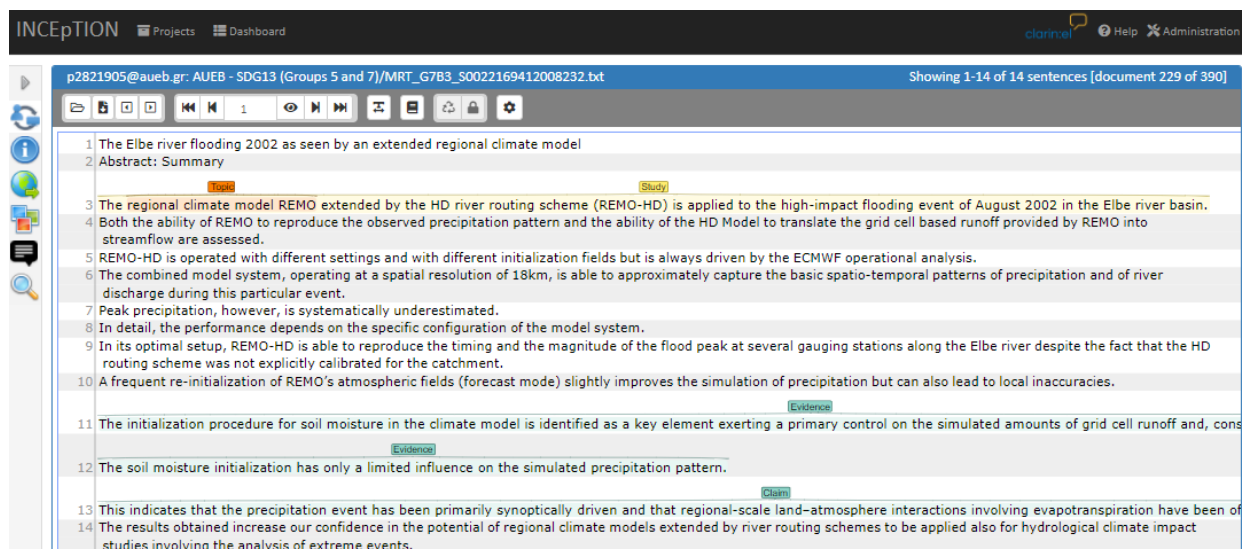 INCEpTION Projects Dashboard clarin:el Help Administration
p2821905@aueb.gr: AUEB - SDG13 (Groups 5 and 7)/MRT_G7B3_S0022169412008232.txt Showing 1-14 of 14 sentences [document 229 of 390]
1
1 The Elbe river flooding 2002 as seen by an extended regional climate model
2 Abstract: Summary
Topic Study
3 The regional climate model REMO extended by the HD river routing scheme (REMO-HD) is applied to the high-impact flooding event of August 2002 in the Elbe river basin.
4 Both the ability of REMO to reproduce the observed precipitation pattern and the ability of the HD Model to translate the grid cell based runoff provided by REMO into
streamflow are assessed.
5 REMO-HD is operated with different settings and with different initialization fields but is always driven by the ECMWF operational analysis.
6 The combined model system, operating at a spatial resolution of 18km, is able to approximately capture the basic spatio-temporal patterns of precipitation and of river
discharge during this particular event.
7 Peak precipitation, however, is systematically underestimated.
8 In detail, the performance depends on the specific configuration of the model system.
9 In its optimal setup, REMO-HD is able to reproduce the timing and the magnitude of the flood peak at several gauging stations along the Elbe river despite the fact that the HD
routing scheme was not explicitly calibrated for the catchment.
10 A frequent re-initialization of REMO's atmospheric fields (forecast mode) slightly improves the simulation of precipitation but can also lead to local inaccuracies.
Evidence
11 The initialization procedure for soil moisture in the climate model is identified as a key element exerting a primary control on the simulated amounts of grid cell runoff and, cons
Evidence
12 The soil moisture initialization has only a limited influence on the simulated precipitation pattern.
Claim
13 This indicates that the precipitation event has been primarily synoptically driven and that regional-scale land–atmosphere interactions involving evapotranspiration have been of
14 The results obtained increase our confidence in the potential of regional climate models extended by river routing schemes to be applied also for hydrological climate impact
studies involving the analysis of extreme events.